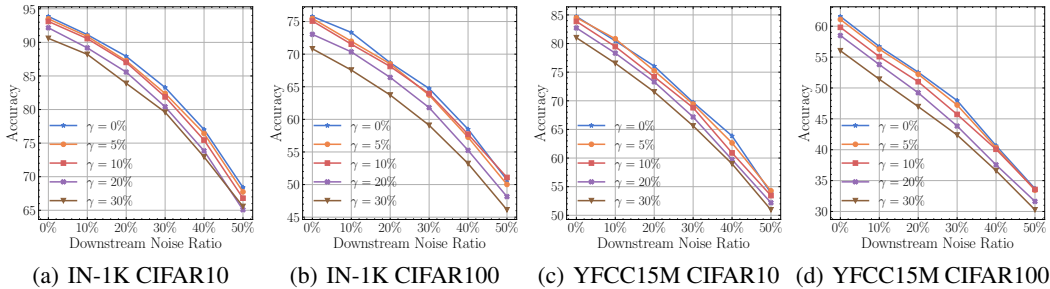 95
90
85
80
75
70
65
Accuracy
γ = 0%
γ = 5%
γ = 10%
γ = 20%
γ = 30%
0% 10% 20% 30% 40% 50%
Downstream Noise Ratio
(a) IN-1K CIFAR10
75
70
65
60
55
50
45
Accuracy
γ = 0%
γ = 5%
γ = 10%
γ = 20%
γ = 30%
0% 10% 20% 30% 40% 50%
Downstream Noise Ratio
(b) IN-1K CIFAR100
85
80
75
70
65
60
55
50
Accuracy
γ = 0%
γ = 5%
γ = 10%
γ = 20%
γ = 30%
0% 10% 20% 30% 40% 50%
Downstream Noise Ratio
(c) YFCC15M CIFAR10
60
55
50
45
40
35
30
Accuracy
γ = 0%
γ = 5%
γ = 10%
γ = 20%
γ = 30%
0% 10% 20% 30% 40% 50%
Downstream Noise Ratio
(d) YFCC15M CIFAR100